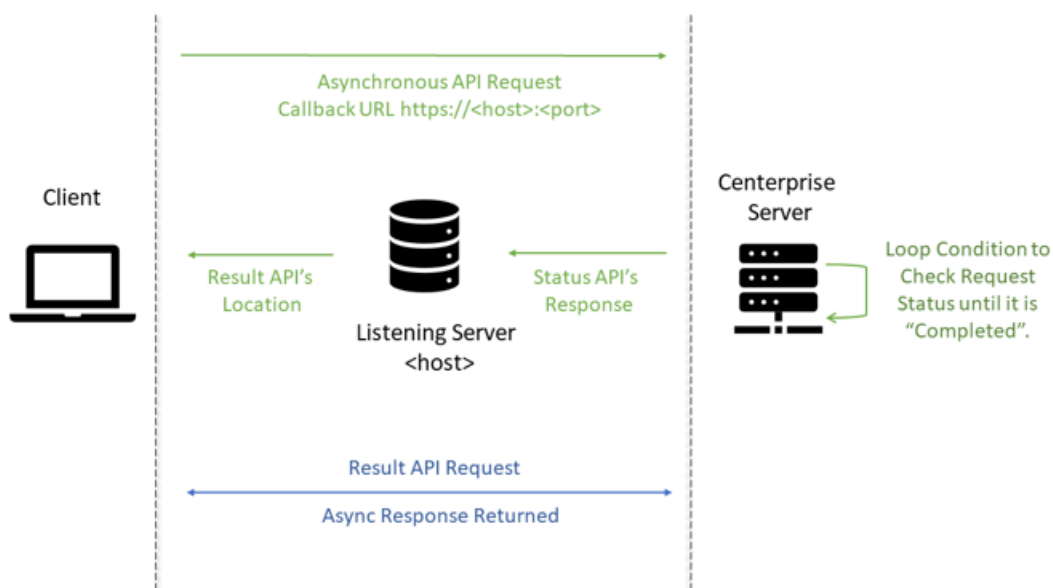 Asynchronous API Request
Callback URL https://<host>:<port>
Client
Centerprise
Server
Result API's
Location
Status API's
Response
Loop Condition to
Check Request
Status until it is
“Completed”.
Listening Server
<host>
Result API Request
Async Response Returned